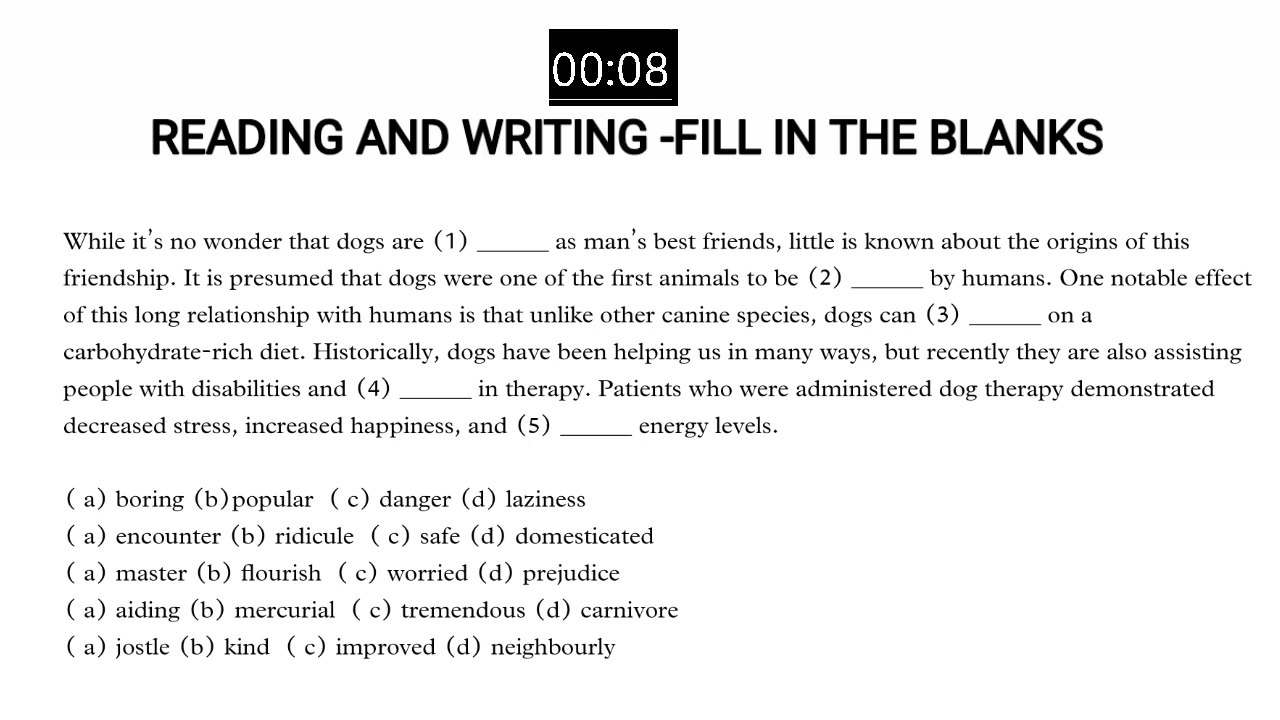 00:08
READING AND WRITING -FILL IN THE BLANKS
While it's no wonder that dogs are (1) ______ as man's best friends, little is known about the origins of this
friendship. It is presumed that dogs were one of the first animals to be (2) ______ by humans. One notable effect
of this long relationship with humans is that unlike other canine species, dogs can (3) ______ on a
carbohydrate-rich diet. Historically, dogs have been helping us in many ways, but recently they are also assisting
people with disabilities and (4) ______ in therapy. Patients who were administered dog therapy demonstrated
decreased stress, increased happiness, and (5) ______ energy levels.
( a) boring (b)popular ( c) danger (d) laziness
( a) encounter (b) ridicule ( c) safe (d) domesticated
( a) master (b) flourish ( c) worried (d) prejudice
( a) aiding (b) mercurial ( c) tremendous (d) carnivore
( a) jostle (b) kind ( c) improved (d) neighbourly